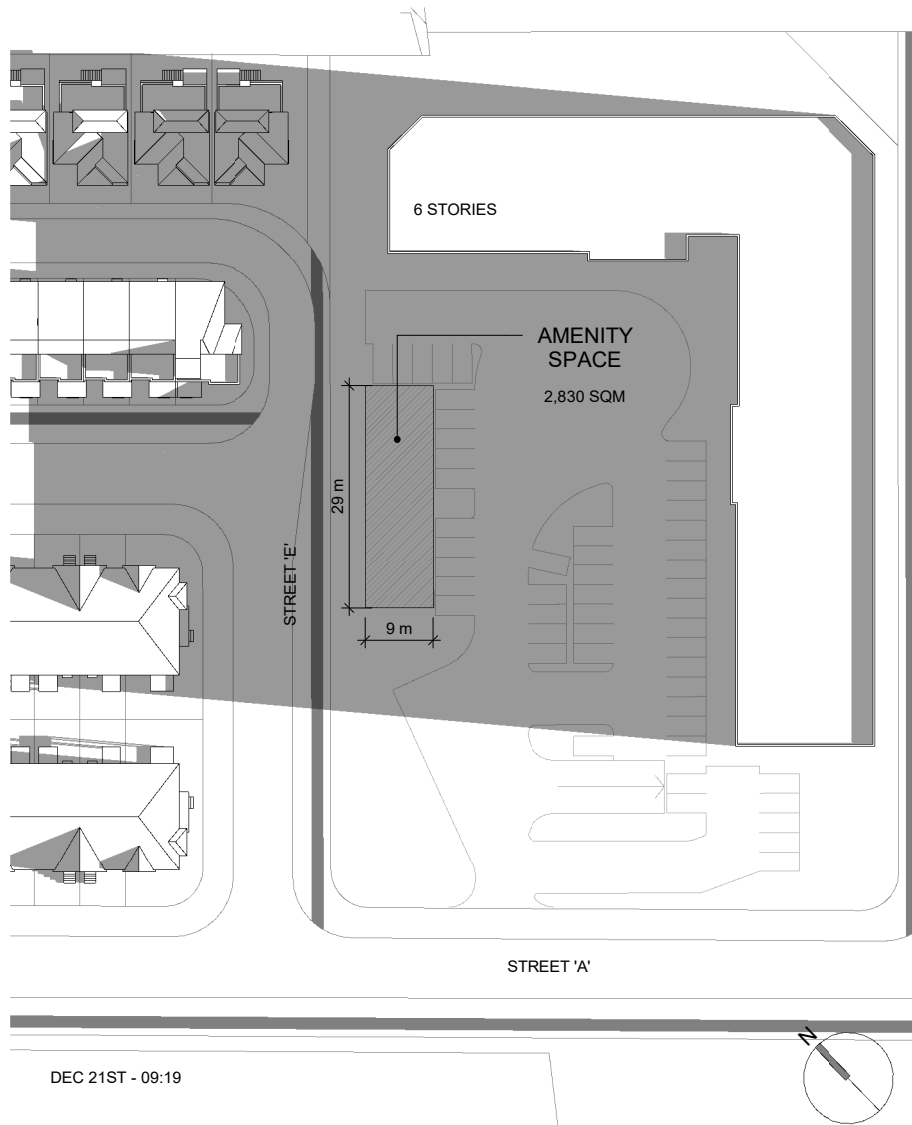 6 STORIES
AMENITY
SPACE
2,830 SQM
29 m
9 m
STREET 'E'
STREET 'A'
N
DEC 21ST - 09:19